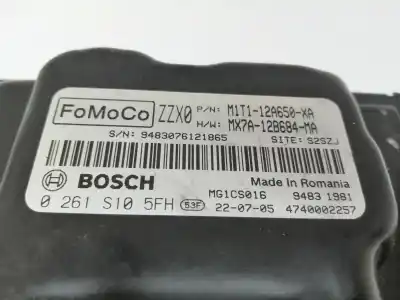 FoMoCo ZZX0 P/N: M1T1-12A650-XA
H/W: MX7A-12B684-MA
S/N: 9483076121865 SITE: S2SZJ
BOSCH Made in Romania
MG1CS016 9483 1981
0 261 S10 5FH 53F 22-07-05 4740002257